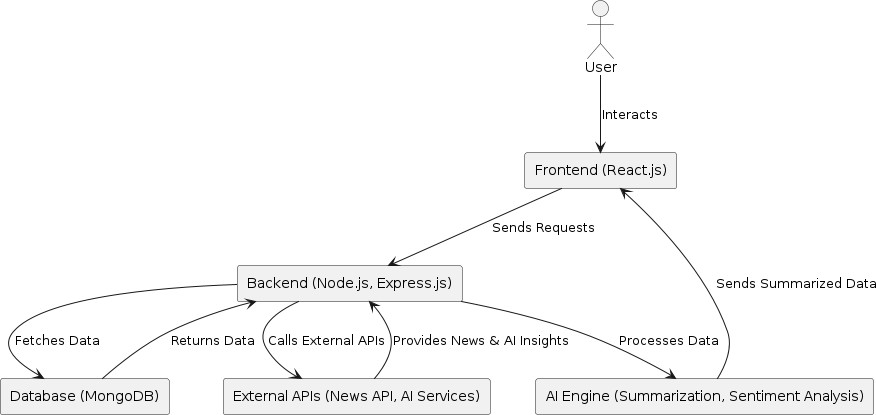 User
Interacts
Frontend (React.js)
Sends Requests
Sends Summarized Data
Backend (Node.js, Express.js)
Fetches Data
Returns Data
Calls External APIs
Provides News & AI Insights
Processes Data
Database (MongoDB)
External APIs (News API, AI Services)
AI Engine (Summarization, Sentiment Analysis)